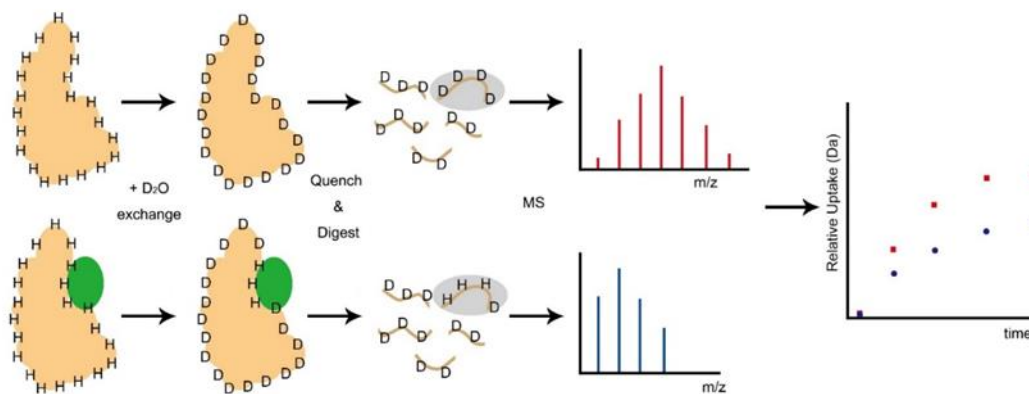 + D₂O
exchange
Quench
&
Digest
MS
m/z
m/z
Relative Uptake (Da)
time